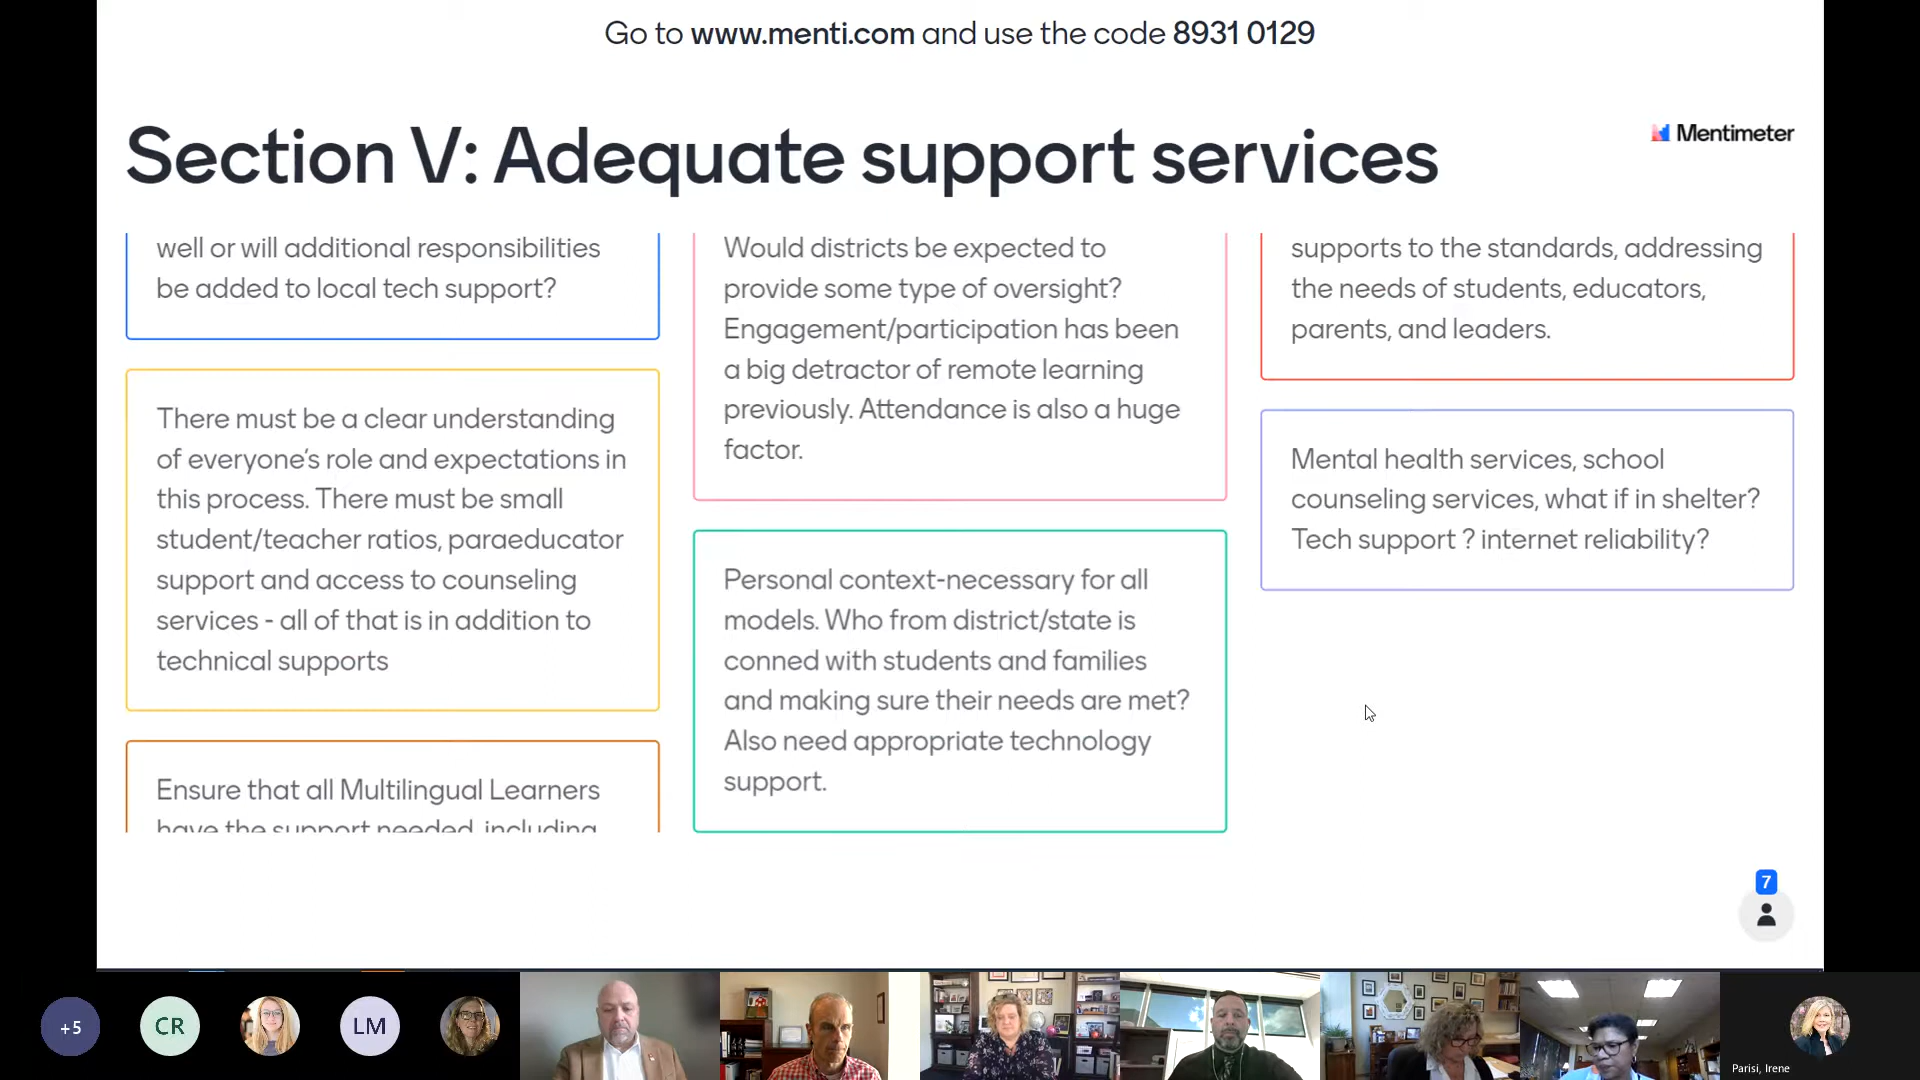 Go to www.menti.com and use the code 8931 0129
Section V: Adequate support services
Mentimeter
well or will additional responsibilities
be added to local tech support?
There must be a clear understanding
of everyone's role and expectations in
this process. There must be small
student/teacher ratios, paraeducator
support and access to counseling
services - all of that is in addition to
technical supports
Ensure that all Multilingual Learners
have the support needed, including
Would districts be expected to
provide some type of oversight?
Engagement/participation has been
a big detractor of remote learning
previously. Attendance is also a huge
factor.
Personal context-necessary for all
models. Who from district/state is
conned with students and families
and making sure their needs are met?
Also need appropriate technology
support.
supports to the standards, addressing
the needs of students, educators,
parents, and leaders.
Mental health services, school
counseling services, what if in shelter?
Tech support ? internet reliability?
7
+5
CR
LM
Parisi, Irene